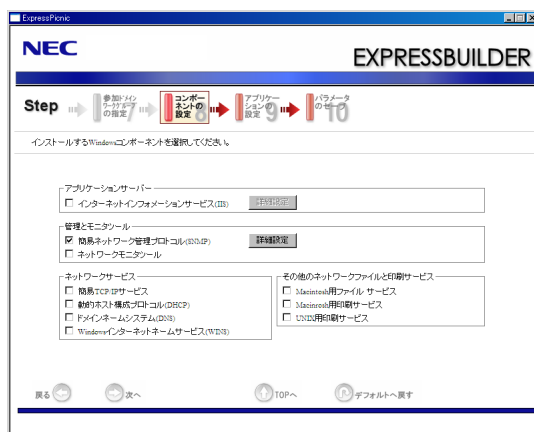 ExpressPicnic
NEC
EXPRESSBUILDER
Step
参加ドメイン
ワークグループ
の指定 7
コンポー
ネントの
設定 8
アプリケー
ションの
設定 9
パラメータ
のセーブ 10
インストールするWindowsコンポーネントを選択してください。
アプリケーションサーバー
インターネットインフォメーションサービス(IIS) 詳細設定
管理とモニタツール
簡易ネットワーク管理プロトコル(SNMP) 詳細設定
ネットワークモニタツール
ネットワークサービス
簡易TCP/IPサービス
動的ホスト構成プロトコル(DHCP)
ドメインネームシステム(DNS)
Windowsインターネットネームサービス(WINS)
その他のネットワークファイルと印刷サービス
Macintosh用ファイル サービス
Macintosh用印刷サービス
UNIX用印刷サービス
戻る 次へ TOPへ デフォルトへ戻す